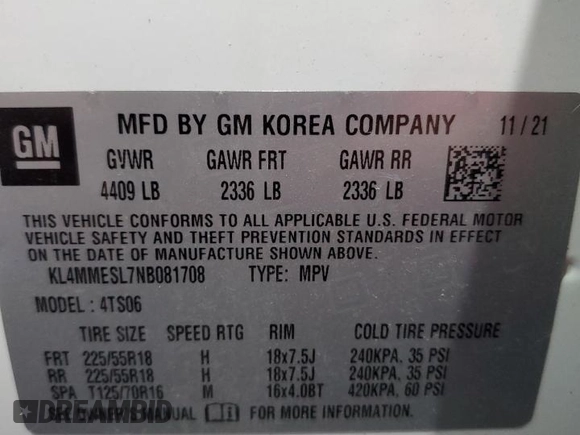 GM MFD BY GM KOREA COMPANY 11/21
GVWR GAWR FRT GAWR RR
4409 LB 2336 LB 2336 LB
THIS VEHICLE CONFORMS TO ALL APPLICABLE U.S. FEDERAL MOTOR
VEHICLE SAFETY AND THEFT PREVENTION STANDARDS IN EFFECT
ON THE DATE OF MANUFACTURE SHOWN ABOVE.
KL4MMESL7NB081708 TYPE: MPV
MODEL: 4TS06
TIRE SIZE SPEED RTG RIM COLD TIRE PRESSURE
FRT 225/55R18 H 18x7.5J 240KPA, 35 PSI
RR 225/55R18 H 18x7.5J 240KPA, 35 PSI
SPA T125/70R16 M 16x4.0BT 420KPA, 60 PSI
SEE OWNER'S MANUAL FOR MORE INFORMATION
DREAMBID